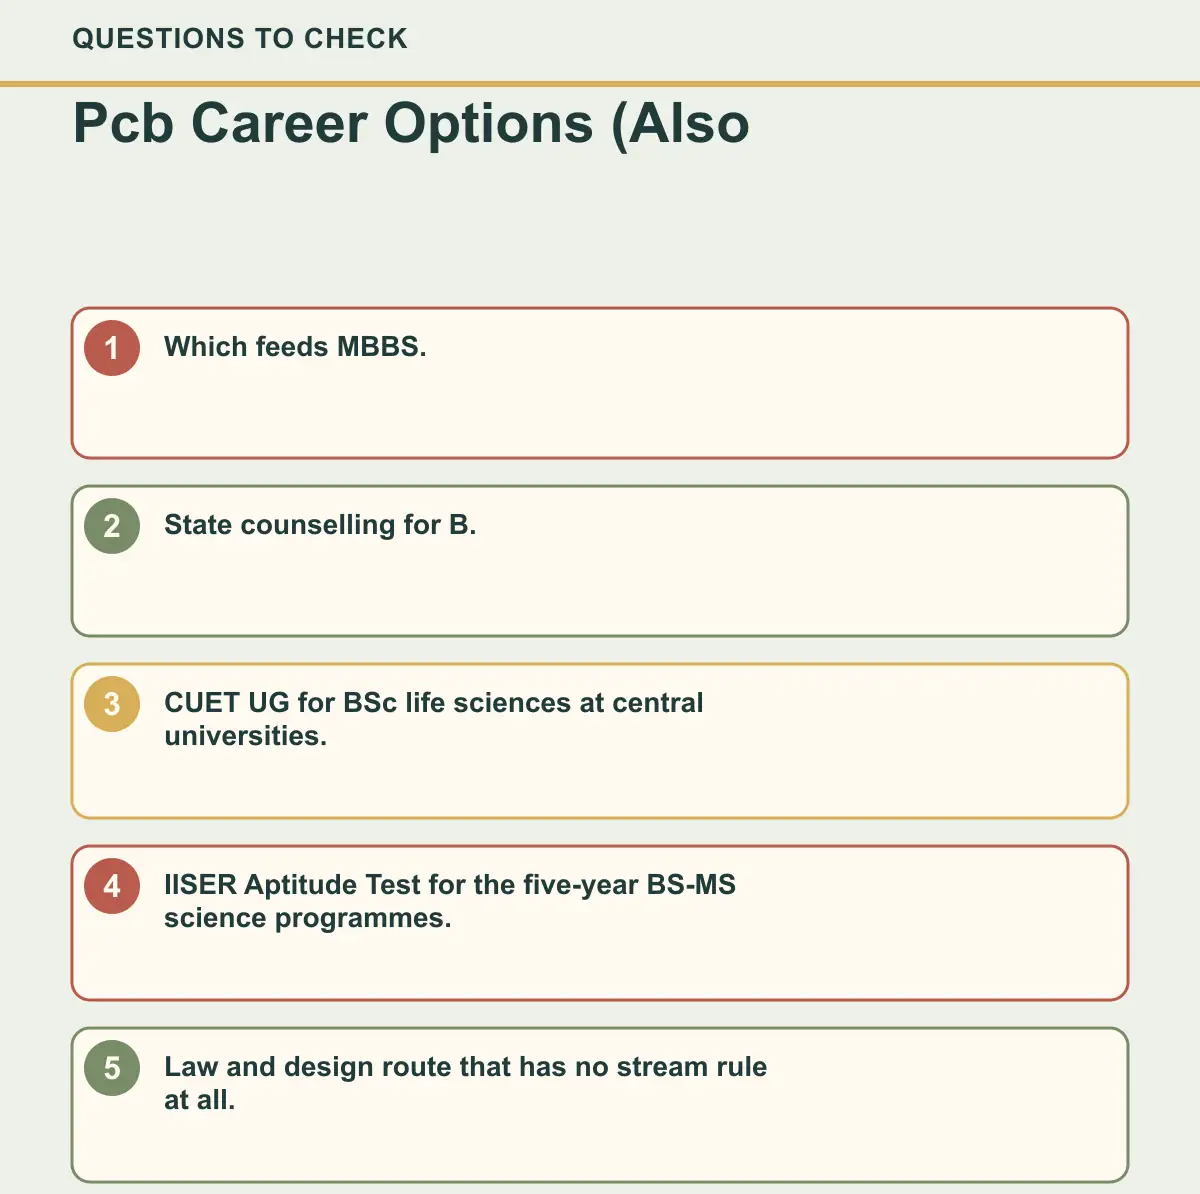 QUESTIONS TO CHECK
Pcb Career Options (Also
1
Which feeds MBBS.
2
State counselling for B.
3
CUET UG for BSc life sciences at central
universities.
4
IISER Aptitude Test for the five-year BS-MS
science programmes.
5
Law and design route that has no stream rule
at all.